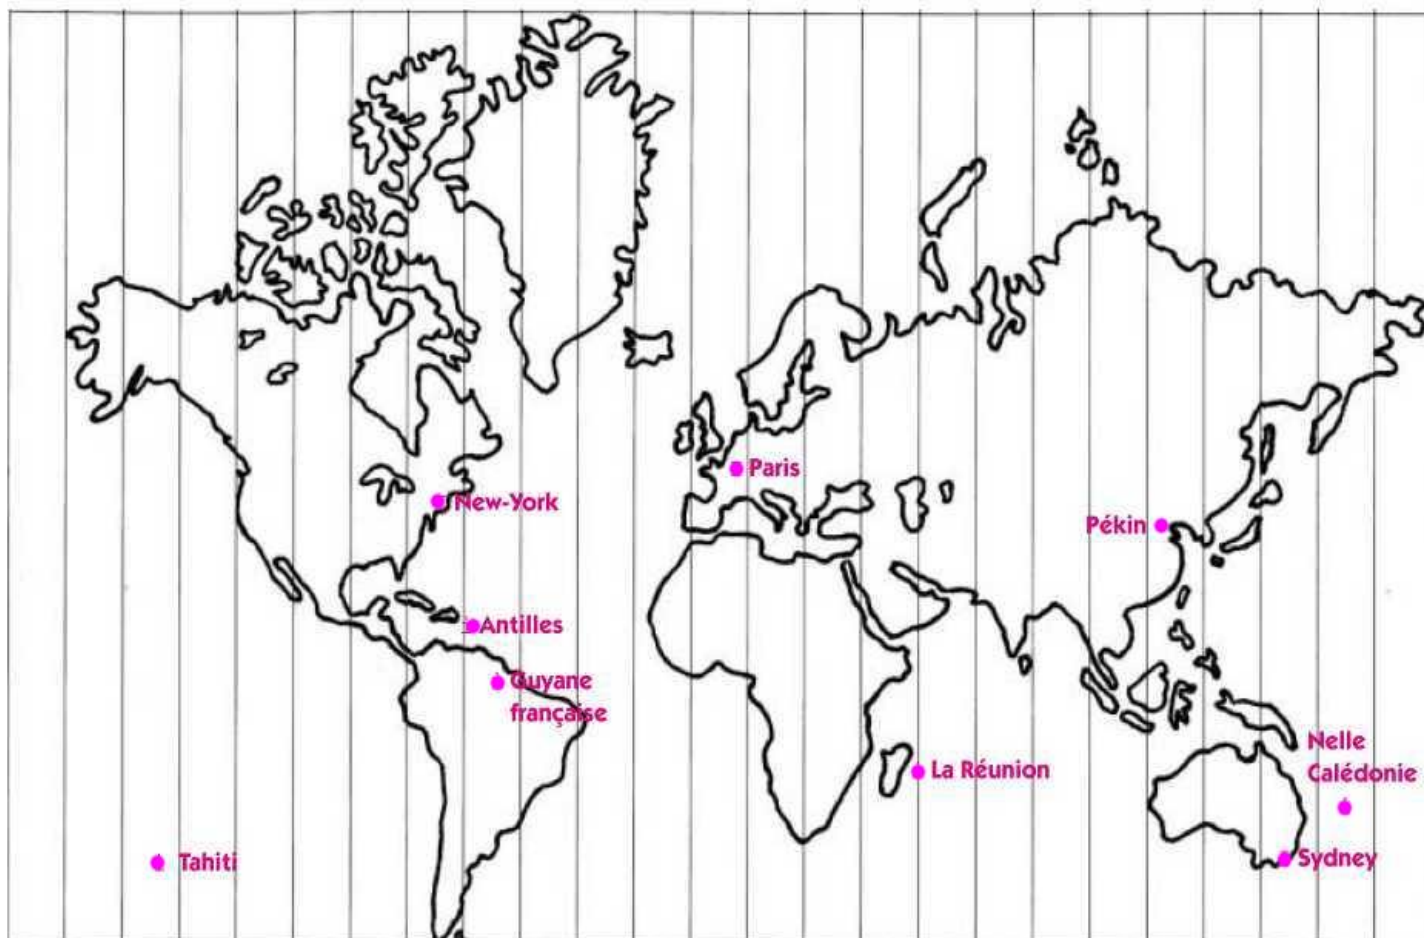 Paris
New-York
Pékin
Antilles
Guyane
française
Nelle
Calédonie
La Réunion
Sydney
Tahiti